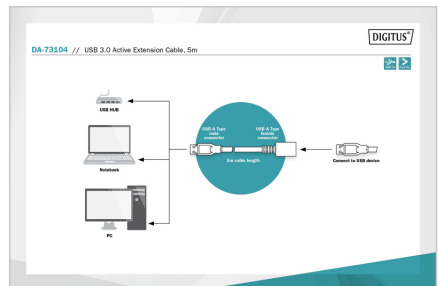 DIGITUS®
DA-73104 // USB 3.0 Active Extension Cable, 5m
USB HUB
USB A Type
male
connector
USB A Type
female
connector
5m cable length
Notebook
Connect to USB device
PC